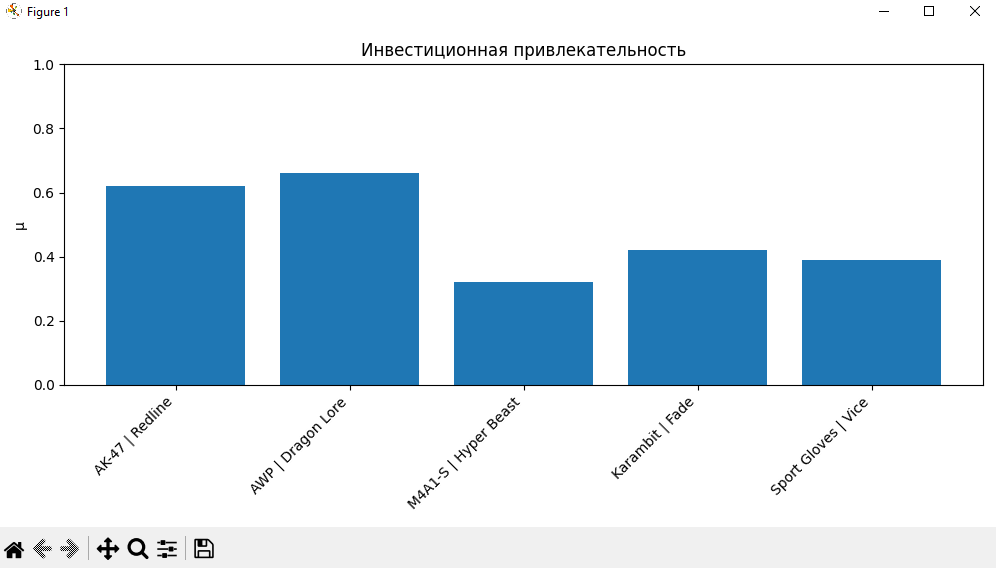 Figure 1
Инвестиционная привлекательность
1.0
0.8
0.6
0.4
0.2
0.0
μ
AK-47 | Redline
AWP | Dragon Lore
M4A1-S | Hyper Beast
Karambit | Fade
Sport Gloves | Vice